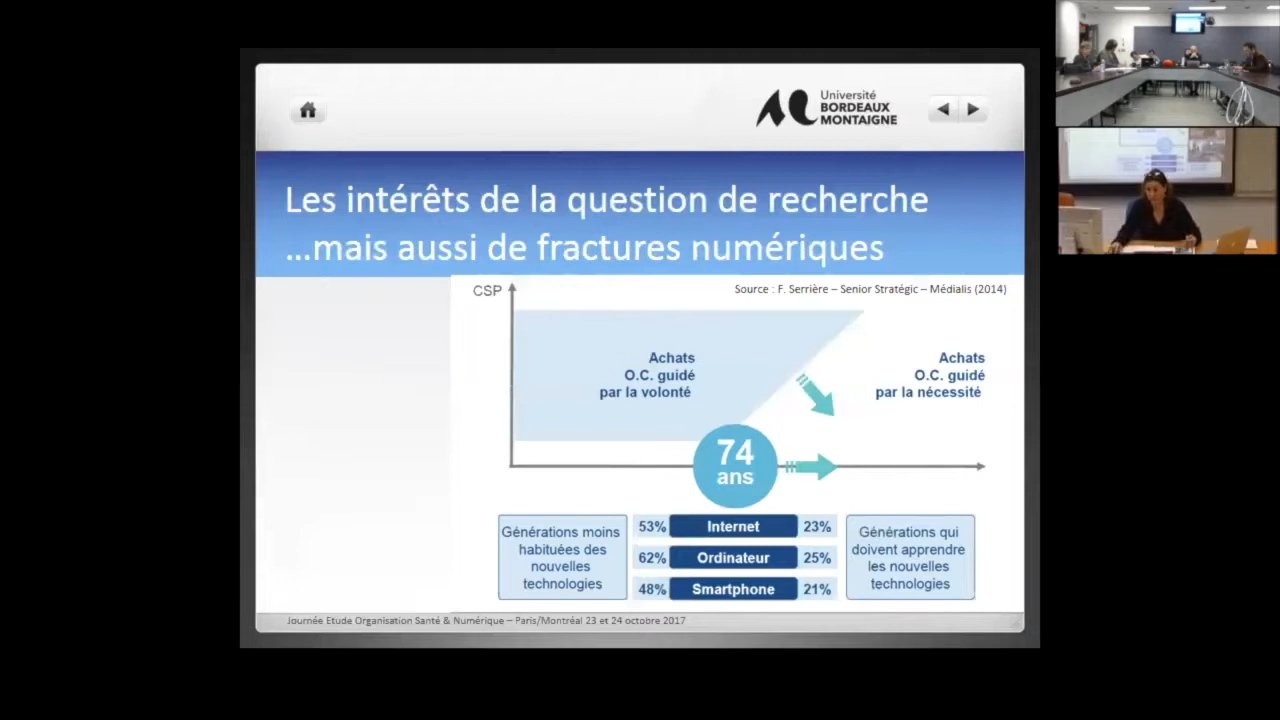 Université
BORDEAUX
MONTAIGNE
Les intérêts de la question de recherche
...mais aussi de fractures numériques
CSP
Source : F. Serrière – Senior Stratégic – Médialis (2014)
Achats
O.C. guidé
par la volonté
Achats
O.C. guidé
par la nécessité
74
ans
Générations moins
habituées des
nouvelles
technologies
53% Internet 23%
62% Ordinateur 25%
48% Smartphone 21%
Générations qui
doivent apprendre
les nouvelles
technologies
Journée Etude Organisation Santé & Numérique – Paris/Montréal 23 et 24 octobre 2017